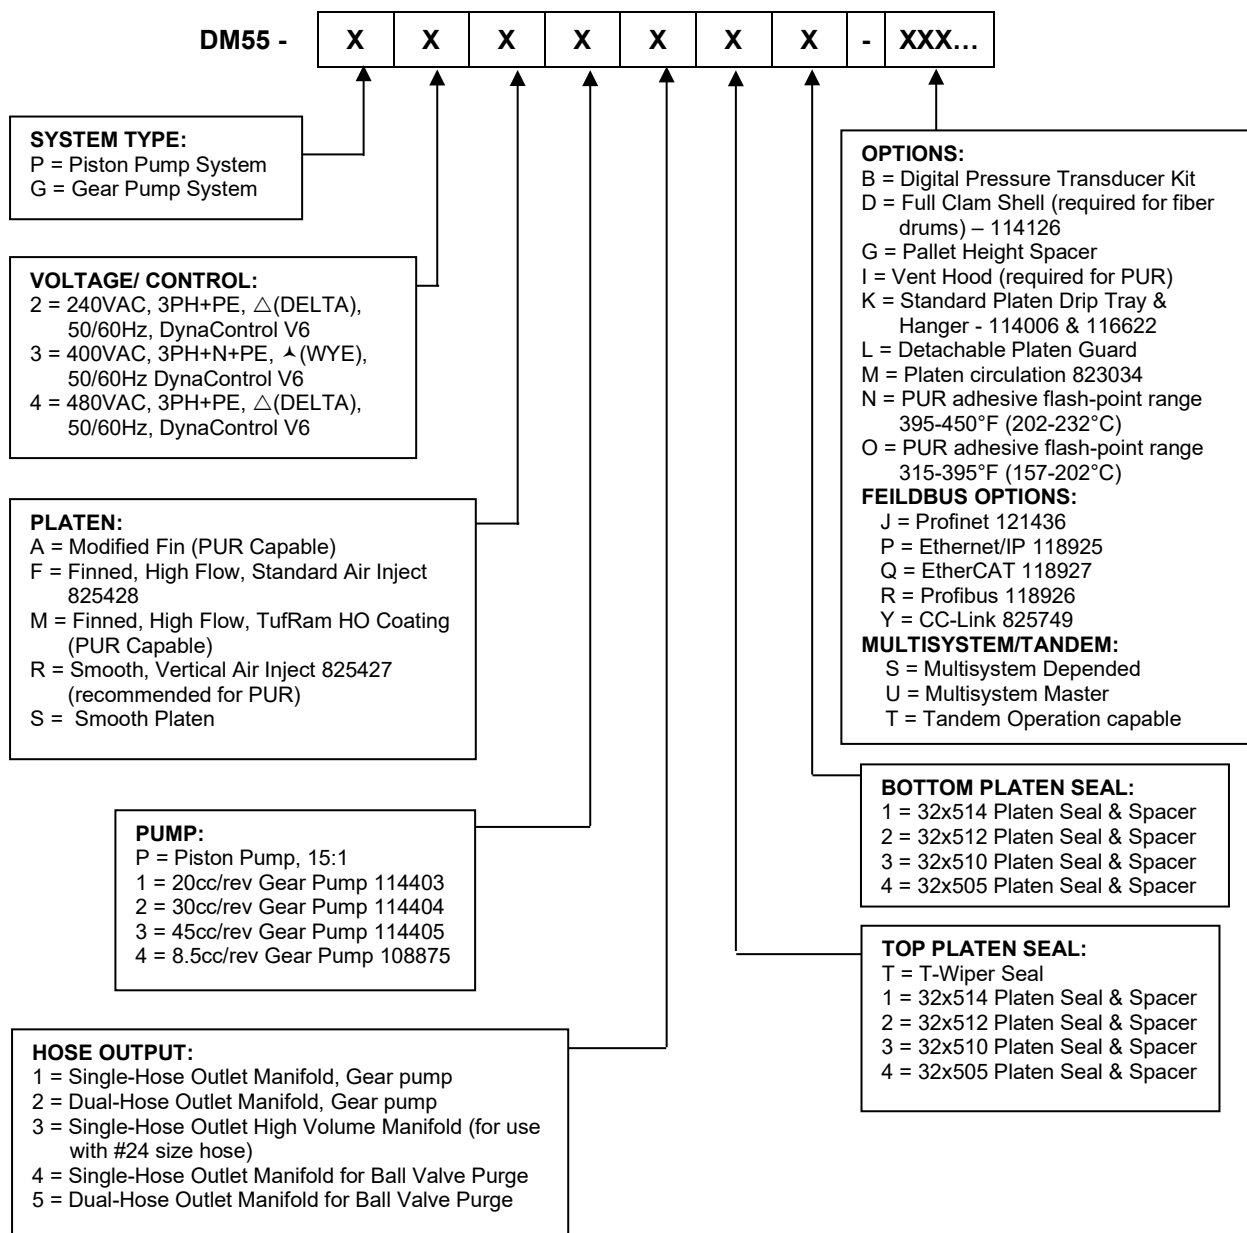 DM55 - X X X X X X X - XXX...
SYSTEM TYPE:
P = Piston Pump System
G = Gear Pump System
VOLTAGE/ CONTROL:
2 = 240VAC, 3PH+PE, △(DELTA),
50/60Hz, DynaControl V6
3 = 400VAC, 3PH+N+PE, ⅄(WYE),
50/60Hz DynaControl V6
4 = 480VAC, 3PH+PE, △(DELTA),
50/60Hz, DynaControl V6
PLATEN:
A = Modified Fin (PUR Capable)
F = Finned, High Flow, Standard Air Inject
825428
M = Finned, High Flow, TufRam HO Coating
(PUR Capable)
R = Smooth, Vertical Air Inject 825427
(recommended for PUR)
S = Smooth Platen
PUMP:
P = Piston Pump, 15:1
1 = 20cc/rev Gear Pump 114403
2 = 30cc/rev Gear Pump 114404
3 = 45cc/rev Gear Pump 114405
4 = 8.5cc/rev Gear Pump 108875
HOSE OUTPUT:
1 = Single-Hose Outlet Manifold, Gear pump
2 = Dual-Hose Outlet Manifold, Gear pump
3 = Single-Hose Outlet High Volume Manifold (for use
with #24 size hose)
4 = Single-Hose Outlet Manifold for Ball Valve Purge
5 = Dual-Hose Outlet Manifold for Ball Valve Purge
OPTIONS:
B = Digital Pressure Transducer Kit
D = Full Clam Shell (required for fiber
drums) – 114126
G = Pallet Height Spacer
I = Vent Hood (required for PUR)
K = Standard Platen Drip Tray &
Hanger - 114006 & 116622
L = Detachable Platen Guard
M = Platen circulation 823034
N = PUR adhesive flash-point range
395-450°F (202-232°C)
O = PUR adhesive flash-point range
315-395°F (157-202°C)
FEILDBUS OPTIONS:
J = Profinet 121436
P = Ethernet/IP 118925
Q = EtherCAT 118927
R = Profibus 118926
Y = CC-Link 825749
MULTISYSTEM/TANDEM:
S = Multisystem Depended
U = Multisystem Master
T = Tandem Operation capable
BOTTOM PLATEN SEAL:
1 = 32x514 Platen Seal & Spacer
2 = 32x512 Platen Seal & Spacer
3 = 32x510 Platen Seal & Spacer
4 = 32x505 Platen Seal & Spacer
TOP PLATEN SEAL:
T = T-Wiper Seal
1 = 32x514 Platen Seal & Spacer
2 = 32x512 Platen Seal & Spacer
3 = 32x510 Platen Seal & Spacer
4 = 32x505 Platen Seal & Spacer